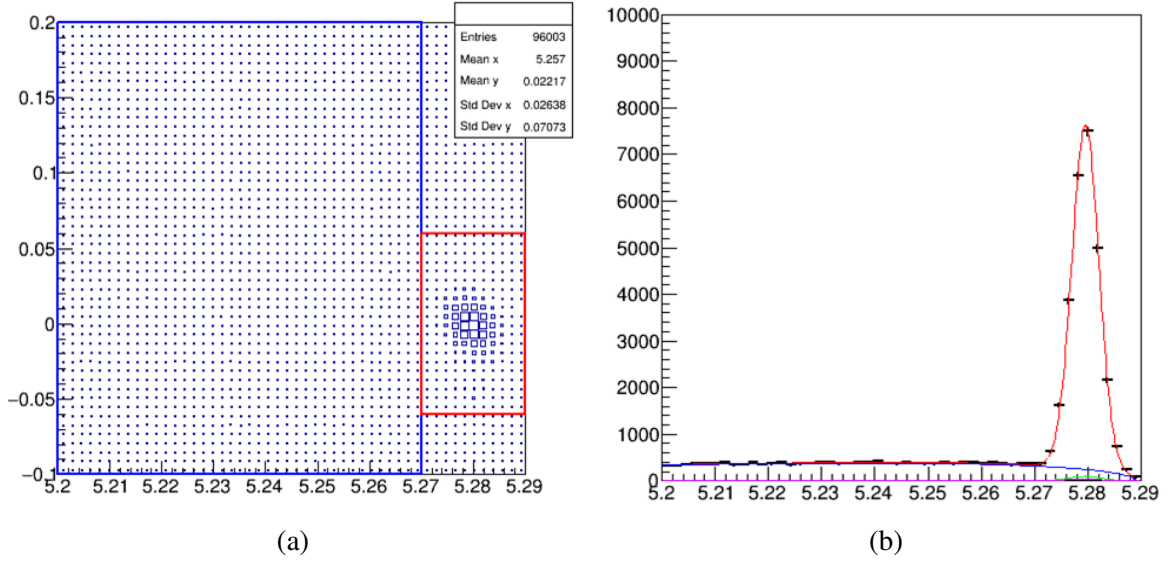 0.2
0.15
0.1
0.05
0
−0.05
−0.1
5.2 5.21 5.22 5.23 5.24 5.25 5.26 5.27 5.28 5.29
Entries 96003
Mean x 5.257
Mean y 0.02217
Std Dev x 0.02638
Std Dev y 0.07073
(a)
10000
9000
8000
7000
6000
5000
4000
3000
2000
1000
0
5.2 5.21 5.22 5.23 5.24 5.25 5.26 5.27 5.28 5.29
(b)